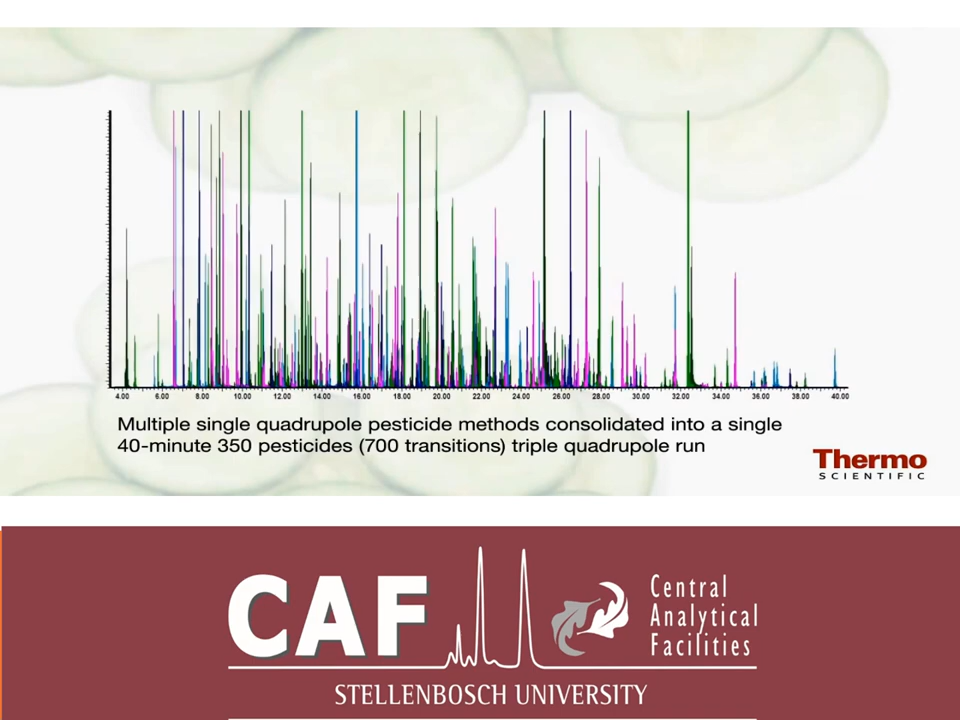 4.00 6.00 8.00 10.00 12.00 14.00 16.00 18.00 20.00 22.00 24.00 26.00 28.00 30.00 32.00 34.00 36.00 38.00 40.00
Multiple single quadrupole pesticide methods consolidated into a single
40-minute 350 pesticides (700 transitions) triple quadrupole run
Thermo
SCIENTIFIC
CAF
Central
Analytical
Facilities
STELLENBOSCH UNIVERSITY